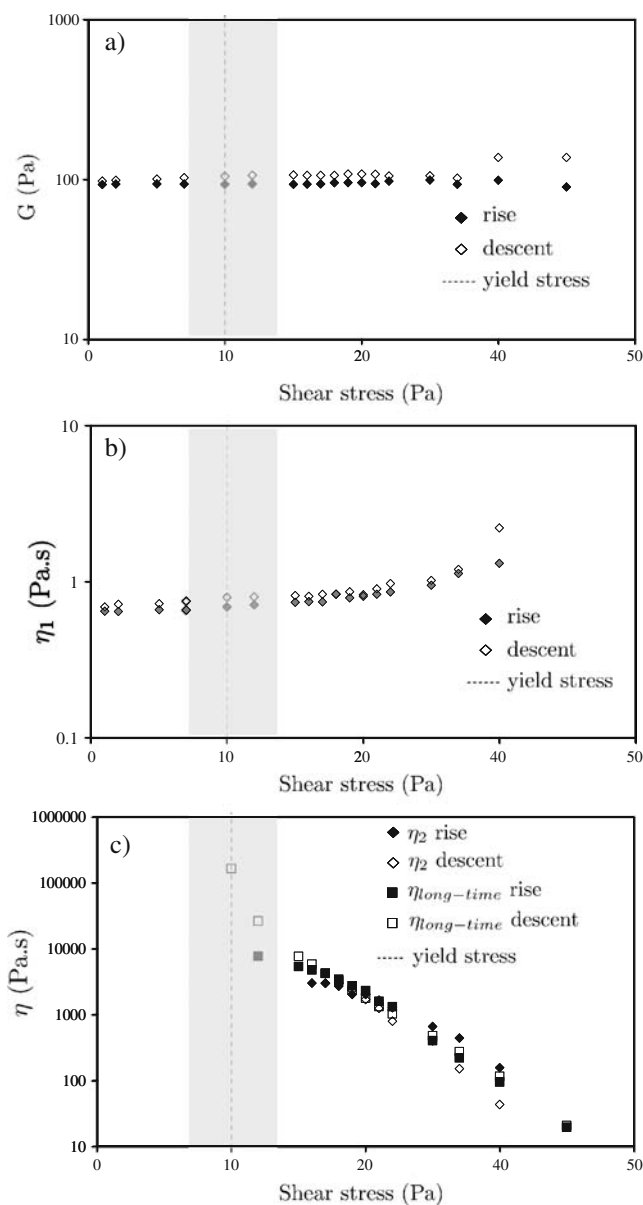 1000
a)
100
G (Pa)
rise
descent
yield stress
10
0 10 20 40 50
Shear stress (Pa)
10
b)
1
η1 (Pa.s)
rise
descent
yield stress
0.1
0 10 20 40 50
Shear stress (Pa)
1000000
c)
η2 rise
100000
η2 descent
ηlong−time rise
10000
ηlong−time descent
yield stress
η (Pa.s)
1000
100
10
0 10 20 40 50
Shear stress (Pa)